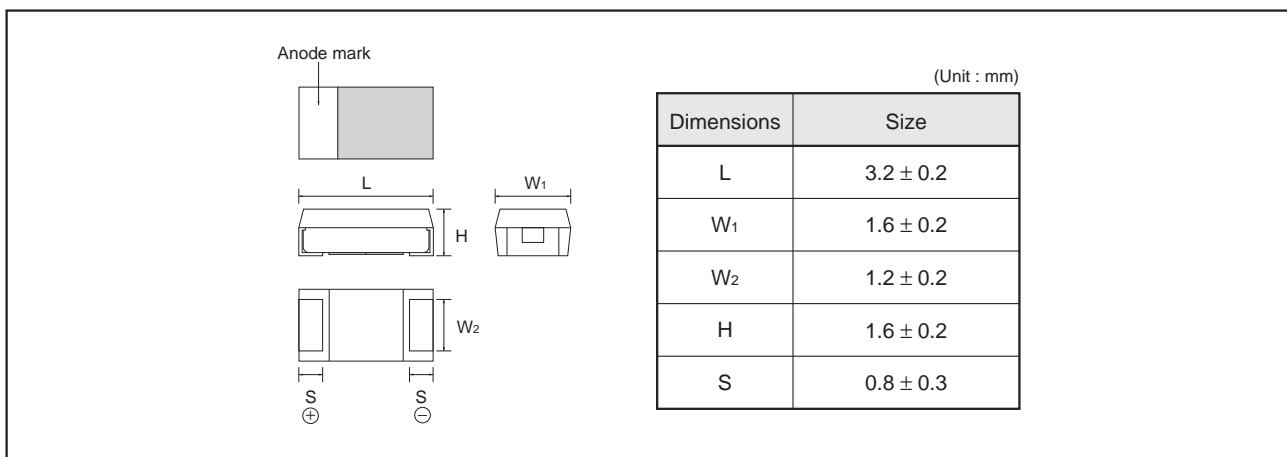 Anode mark
L
W1
H
W2
S
S
⊕
⊖
(Unit : mm)
Dimensions Size
L 3.2 ± 0.2
W1 1.6 ± 0.2
W2 1.2 ± 0.2
H 1.6 ± 0.2
S 0.8 ± 0.3